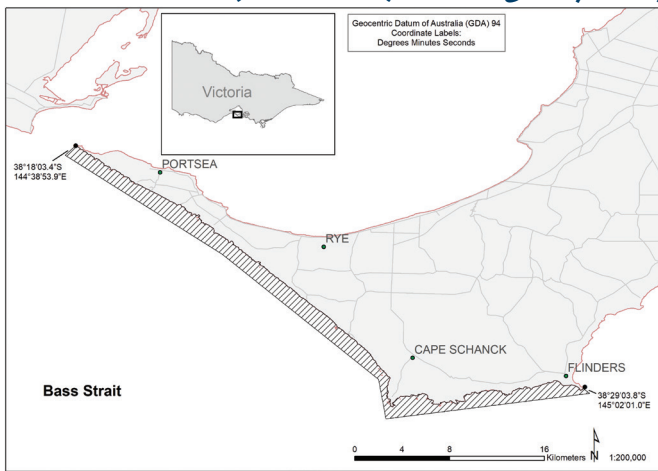 Geocentric Datum of Australia (GDA) 94
Coordinate Labels:
Degrees Minutes Seconds
Victoria
38°18'03.4"S
144°38'53.9"E
PORTSEA
RYE
CAPE SCHANCK
FLINDERS
38°29'03.8"S
145°02'01.0"E
Bass Strait
0 4 8 16
Kilometers
N
1:200,000